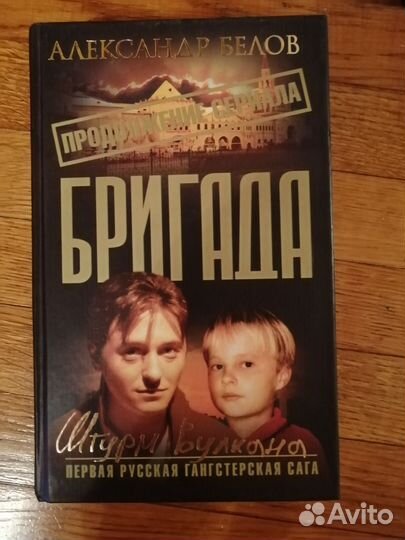 АЛЕКСАНДР БЕЛОВ
ПРОДОЛЖЕНИЕ СЕРИАЛА
БРИГАДА
Штурм Вулкана
ПЕРВАЯ РУССКАЯ ГАНГСТЕРСКАЯ САГА
Avito